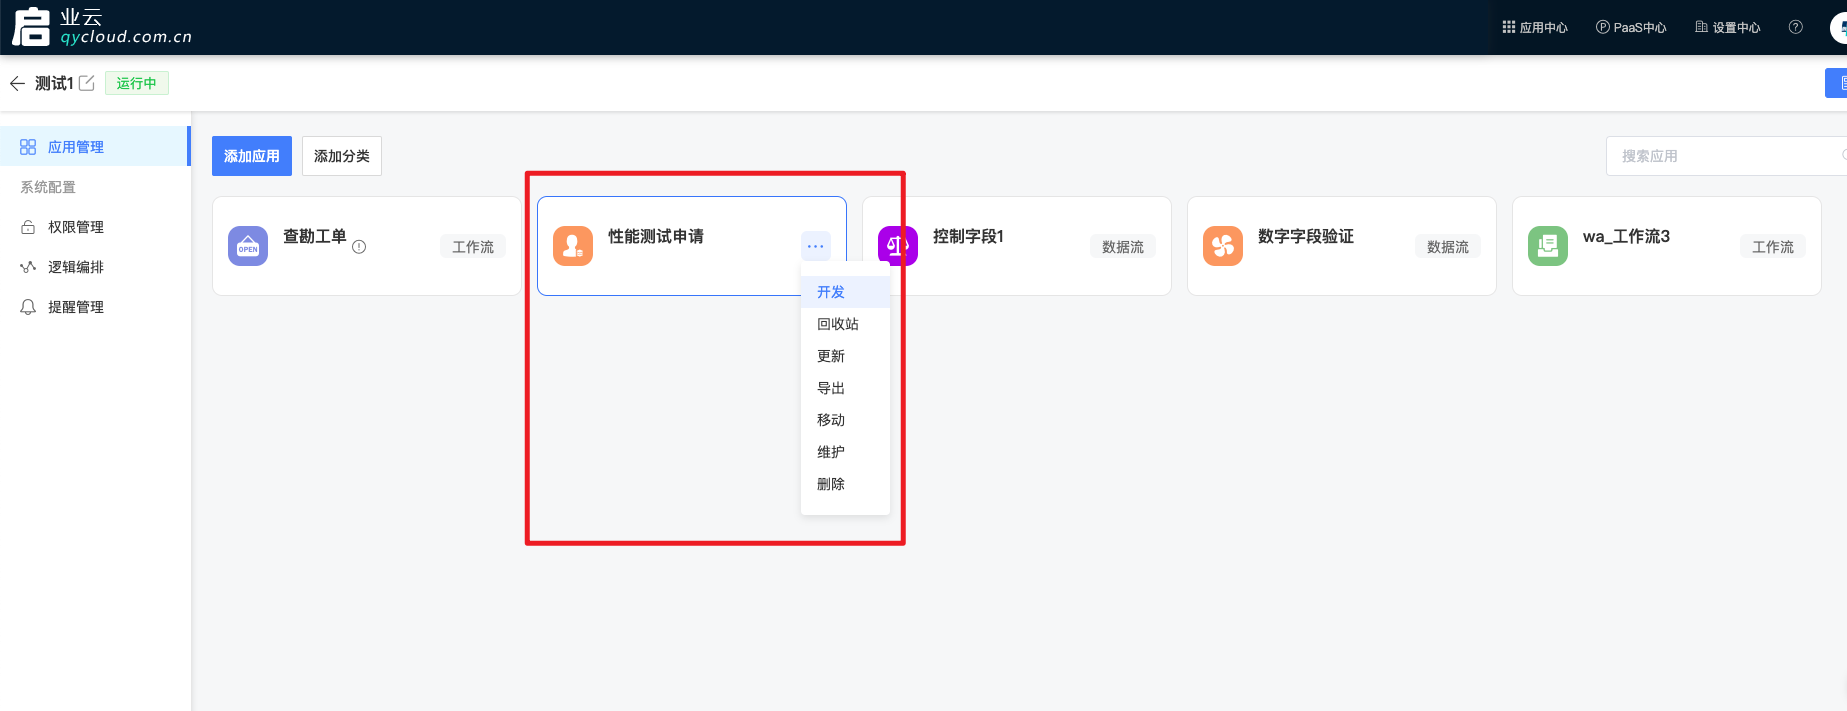 启 业云
qycloud.com.cn
应用中心
PaaS中心
设置中心
测试1
运行中
应用管理
系统配置
权限管理
逻辑编排
提醒管理
添加应用
添加分类
搜索应用
查勘工单
工作流
OPEN
性能测试申请
控制字段1
数据流
数字字段验证
数据流
wa_工作流3
工作流
开发
回收站
更新
导出
移动
维护
删除